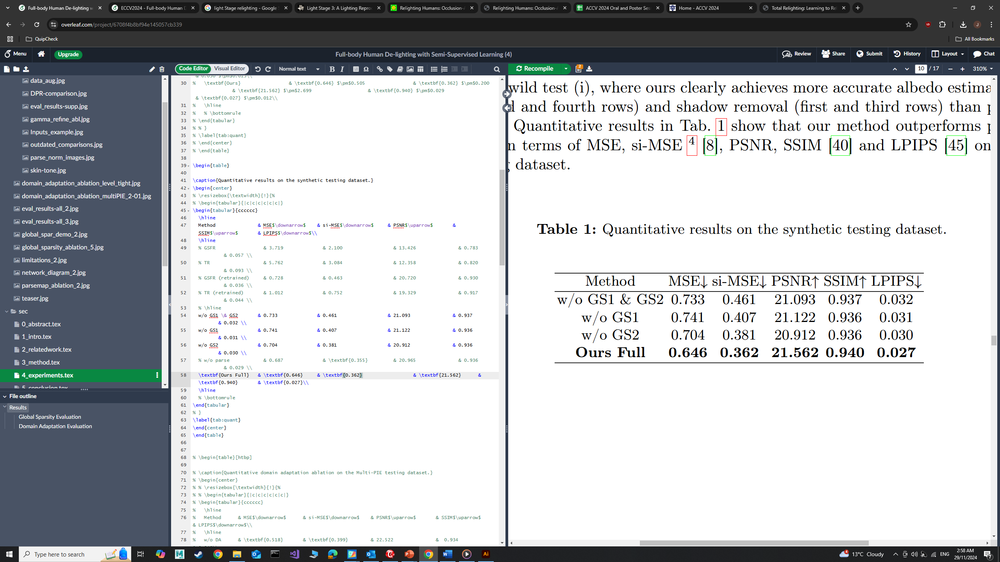 Full-body Human De-lighting w
ECCV2024 - Full-body Human D
light Stage relighting - Google S
Light Stage 3: A Lighting Repro
Relighting Humans: Occlusion-A
Relighting Humans: Occlusion-A
ACCV 2024 Oral and Poster Ses
Home - ACCV 2024
Total Relighting: Learning to Rel
overleaf.com/project/6708f4b8bf94e145057cb339
QuipCheck
All Bookmarks
Menu
Upgrade
Full-body Human De-lighting with Semi-Supervised Learning (4)
Review
Share
Submit
History
Layout
Chat
Code Editor
Visual Editor
Normal text
Recompile
2
10 / 17
310%
data_aug.jpg
DPR-comparison.jpg
eval_results-supp.jpg
gamma_refine_abl.jpg
Inputs_example.jpg
outdated_comparisons.jpg
parse_norm_images.jpg
skin-tone.jpg
domain_adaptation_ablation_level_tight.jpg
domain_adaptation_ablation_multiPIE_2-01.jpg
eval_results-all_2.jpg
eval_results-all_3.jpg
global_spar_demo_2.jpg
global_sparsity_ablation_5.jpg
limitations_2.jpg
network_diagram_2.jpg
parsemap_ablation_2.jpg
teaser.jpg
sec
0_abstract.tex
1_intro.tex
2_relatedwork.tex
3_method.tex
4_experiments.tex
5_conclusion.tex
File outline
Results
Global Sparsity Evaluation
Domain Adaptation Evaluation
& 0.030 $\pm$0.015\\
30 % \textbf{Ours} & \textbf{0.646} $\pm$0.505 & \textbf{0.362} $\pm$0.200
& \textbf{21.562} $\pm$2.699 & \textbf{0.940} $\pm$0.029
& \textbf{0.027} $\pm$0.012\\
31 % \hline
32 % % \bottomrule
33 % \end{tabular}
34 % % }
35 % \label{tab:quant}
36 % \end{center}
37 % \end{table}
38
39 \begin{table}
40
41 \caption{Quantitative results on the synthetic testing dataset.}
42 \begin{center}
43 % \resizebox{\textwidth}{!}{%
44 % \begin{tabular}{|c|c|c|c|c|c|}
45 \begin{tabular}{cccccc}
46 \hline
47 Method & MSE$\downarrow$ & si-MSE$\downarrow$ & PSNR$\uparrow$ &
SSIM$\uparrow$ & LPIPS$\downarrow$\\
48 \hline
49 % GSFR & 3.719 & 2.100 & 13.426 & 0.783
& 0.057 \\
50 % TR & 5.762 & 3.084 & 12.358 & 0.820
& 0.093 \\
51 % GSFR (retrained) & 0.728 & 0.463 & 20.720 & 0.930
& 0.036 \\
52 % TR (retrained) & 1.012 & 0.752 & 19.329 & 0.917
& 0.044 \\
53 % \hline
54 w/o GS1 \& GS2 & 0.733 & 0.461 & 21.093 & 0.937
& 0.032 \\
55 w/o GS1 & 0.741 & 0.407 & 21.122 & 0.936
& 0.031 \\
56 w/o GS2 & 0.704 & 0.381 & 20.912 & 0.936
& 0.030 \\
57 % w/o parse & 0.687 & \textbf{0.355} & 20.965 & 0.936
& 0.029 \\
58 \textbf{Ours Full} & \textbf{0.646} & \textbf{0.362} & \textbf{21.562} &
\textbf{0.940} & \textbf{0.027}\\
59 \hline
60 % \bottomrule
61 \end{tabular}
62 % }
63 \label{tab:quant}
64 \end{center}
65 \end{table}
66
67
68 % \begin{table}[htbp]
69
70 % \caption{Quantitative domain adaptation ablation on the Multi-PIE testing dataset.}
71 % \begin{center}
72 % % \resizebox{\textwidth}{!}{%
73 % % \begin{tabular}{|c|c|c|c|c|c|}
74 % \begin{tabular}{cccccc}
75 % \hline
76 % Method & MSE$\downarrow$ & si-MSE$\downarrow$ & PSNR$\uparrow$ & SSIM$\uparrow$
& LPIPS$\downarrow$\\
77 % \hline
78 % w/o DA & \textbf{0.518} & \textbf{0.399} & 22.522 & 0.934
wild test (i), where ours clearly achieves more accurate albedo estima
d and fourth rows) and shadow removal (first and third rows) than p
Quantitative results in Tab. 1 show that our method outperforms p
n terms of MSE, si-MSE 4 [8], PSNR, SSIM [40] and LPIPS [45] on
g dataset.
Table 1: Quantitative results on the synthetic testing dataset.
Method MSE↓ si-MSE↓ PSNR↑ SSIM↑ LPIPS↓
w/o GS1 & GS2 0.733 0.461 21.093 0.937 0.032
w/o GS1 0.741 0.407 21.122 0.936 0.031
w/o GS2 0.704 0.381 20.912 0.936 0.030
Ours Full 0.646 0.362 21.562 0.940 0.027
Type here to search
13°C Cloudy
ENG
2:58 AM
29/11/2024